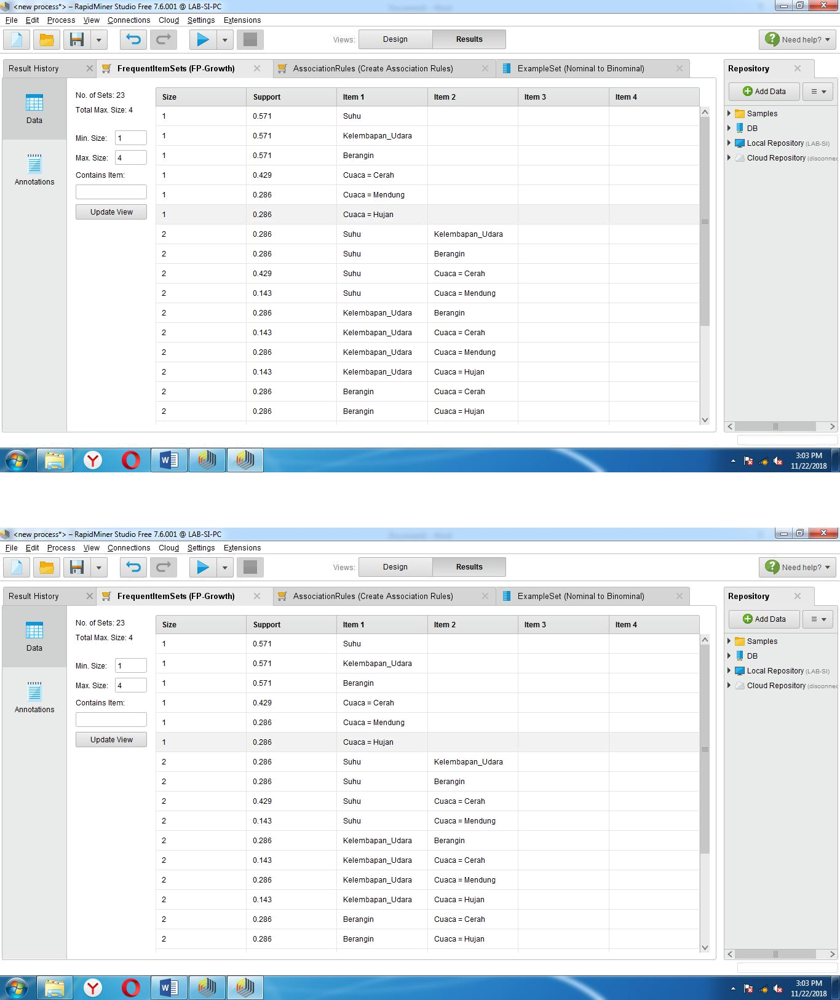 <new process*> – RapidMiner Studio Free 7.6.001 @ LAB-SI-PC
File Edit Process View Connections Cloud Settings Extensions
Views: Design Results Need help?
Result History FrequentItemSets (FP-Growth) AssociationRules (Create Association Rules) ExampleSet (Nominal to Binominal) Repository
Data
Annotations
No. of Sets: 23
Total Max. Size: 4
Min. Size: 1
Max. Size: 4
Contains Item:
Update View
Size Support Item 1 Item 2 Item 3 Item 4
1 0.571 Suhu
1 0.571 Kelembapan_Udara
1 0.571 Berangin
1 0.429 Cuaca = Cerah
1 0.286 Cuaca = Mendung
1 0.286 Cuaca = Hujan
2 0.286 Suhu Kelembapan_Udara
2 0.286 Suhu Berangin
2 0.429 Suhu Cuaca = Cerah
2 0.143 Suhu Cuaca = Mendung
2 0.286 Kelembapan_Udara Berangin
2 0.143 Kelembapan_Udara Cuaca = Cerah
2 0.286 Kelembapan_Udara Cuaca = Mendung
2 0.143 Kelembapan_Udara Cuaca = Hujan
2 0.286 Berangin Cuaca = Cerah
2 0.286 Berangin Cuaca = Hujan
Add Data
Samples
DB
Local Repository (LAB-SI)
Cloud Repository (disconnec
3:03 PM
11/22/2018
<new process*> – RapidMiner Studio Free 7.6.001 @ LAB-SI-PC
File Edit Process View Connections Cloud Settings Extensions
Views: Design Results Need help?
Result History FrequentItemSets (FP-Growth) AssociationRules (Create Association Rules) ExampleSet (Nominal to Binominal) Repository
Data
Annotations
No. of Sets: 23
Total Max. Size: 4
Min. Size: 1
Max. Size: 4
Contains Item:
Update View
Size Support Item 1 Item 2 Item 3 Item 4
1 0.571 Suhu
1 0.571 Kelembapan_Udara
1 0.571 Berangin
1 0.429 Cuaca = Cerah
1 0.286 Cuaca = Mendung
1 0.286 Cuaca = Hujan
2 0.286 Suhu Kelembapan_Udara
2 0.286 Suhu Berangin
2 0.429 Suhu Cuaca = Cerah
2 0.143 Suhu Cuaca = Mendung
2 0.286 Kelembapan_Udara Berangin
2 0.143 Kelembapan_Udara Cuaca = Cerah
2 0.286 Kelembapan_Udara Cuaca = Mendung
2 0.143 Kelembapan_Udara Cuaca = Hujan
2 0.286 Berangin Cuaca = Cerah
2 0.286 Berangin Cuaca = Hujan
Add Data
Samples
DB
Local Repository (LAB-SI)
Cloud Repository (disconnec
3:03 PM
11/22/2018